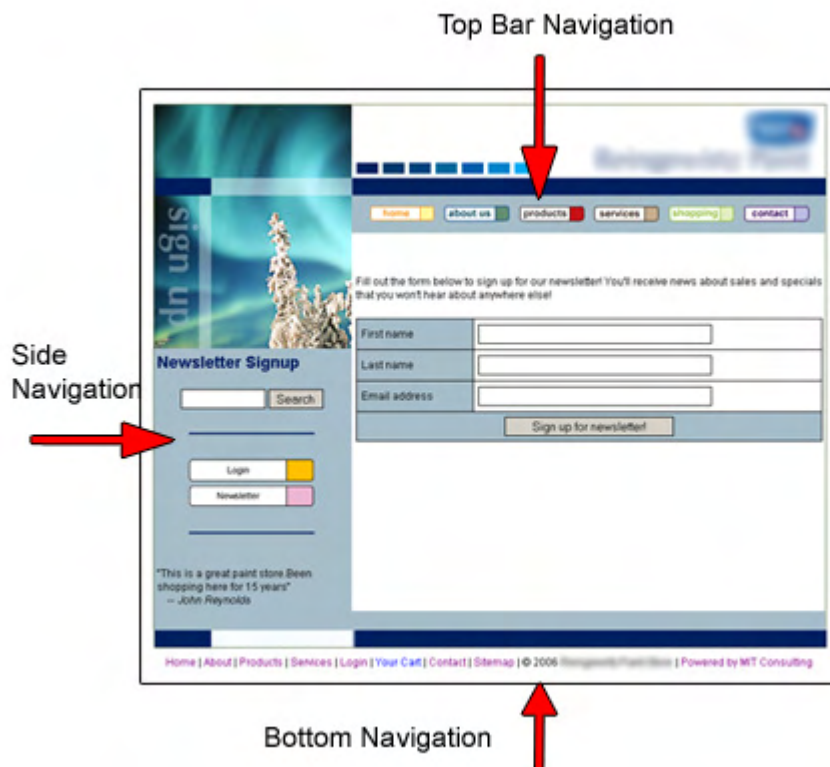 Top Bar Navigation
home about us products services shopping contact
sign up
Fill out the form below to sign up for our newsletter! You'll receive news about sales and specials
that you won't hear about anywhere else!
Side
Navigation
Newsletter Signup
Search
Login
Newsletter
"This is a great paint store.Been
shopping here for 15 years"
-- John Reynolds
First name
Last name
Email address
Sign up for newsletter!
Home | About | Products | Services | Login | Your Cart | Contact | Sitemap | © 2006 | Powered by MIT Consulting
Bottom Navigation